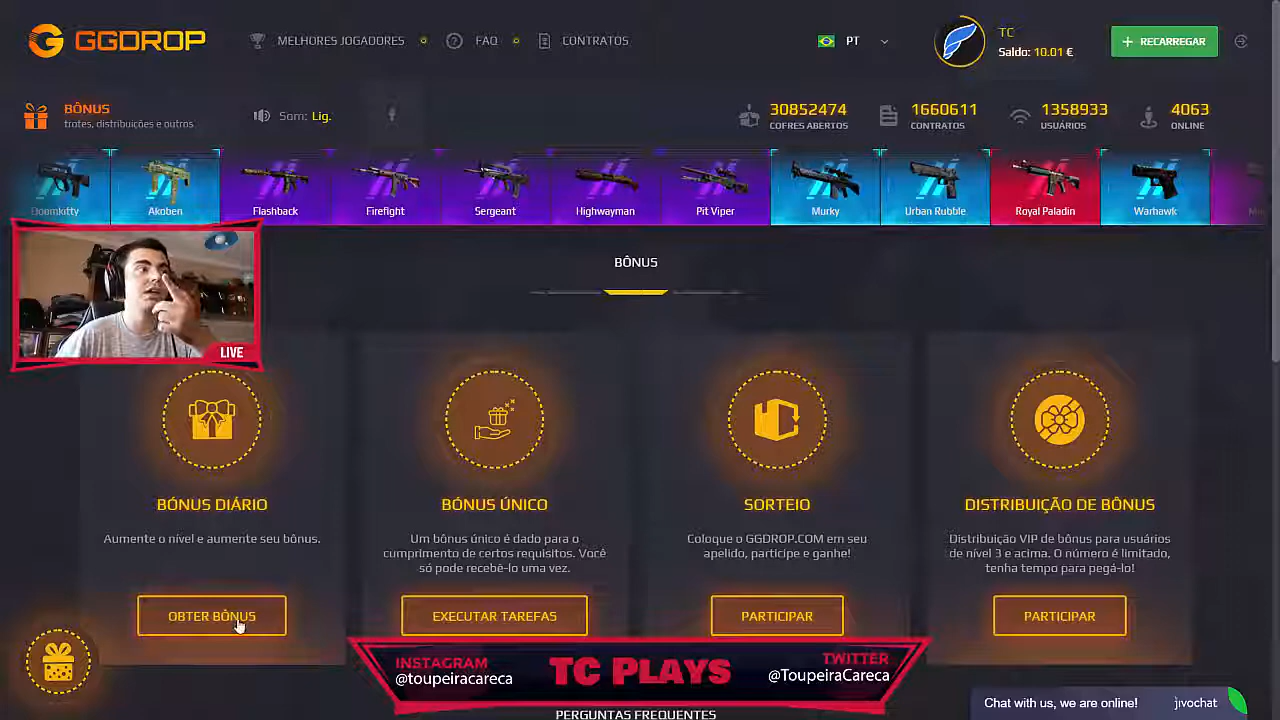 GGDROP
MELHORES JOGADORES
FAQ
CONTRATOS
PT
TC
Saldo: 10.01 €
+ RECARREGAR
BÔNUS
trotes, distribuições e outros.
Som: Lig.
30852474
COFRES ABERTOS
1660611
CONTRATOS
1358933
USUÁRIOS
4063
ONLINE
Doomkitty
Akoben
Flashback
Firefight
Sergeant
Highwayman
Pit Viper
Murky
Urban Rubble
Royal Paladin
Warhawk
LIVE
BÔNUS
BÓNUS DIÁRIO
Aumente o nível e aumente seu bônus.
OBTER BÔNUS
BÓNUS ÚNICO
Um bônus único é dado para o
cumprimento de certos requisitos. Você
só pode recebê-lo uma vez.
EXECUTAR TAREFAS
SORTEIO
Coloque o GGDROP.COM em seu
apelido, participe e ganhe!
PARTICIPAR
DISTRIBUIÇÃO DE BÔNUS
Distribuição VIP de bônus para usuários
de nível 3 e acima. O número é limitado,
tenha tempo para pegá-lo!
PARTICIPAR
INSTAGRAM
@toupeiracareca
TC PLAYS
TWITTER
@ToupeiraCareca
PERGUNTAS FREQUENTES
Chat with us, we are online!
jivochat